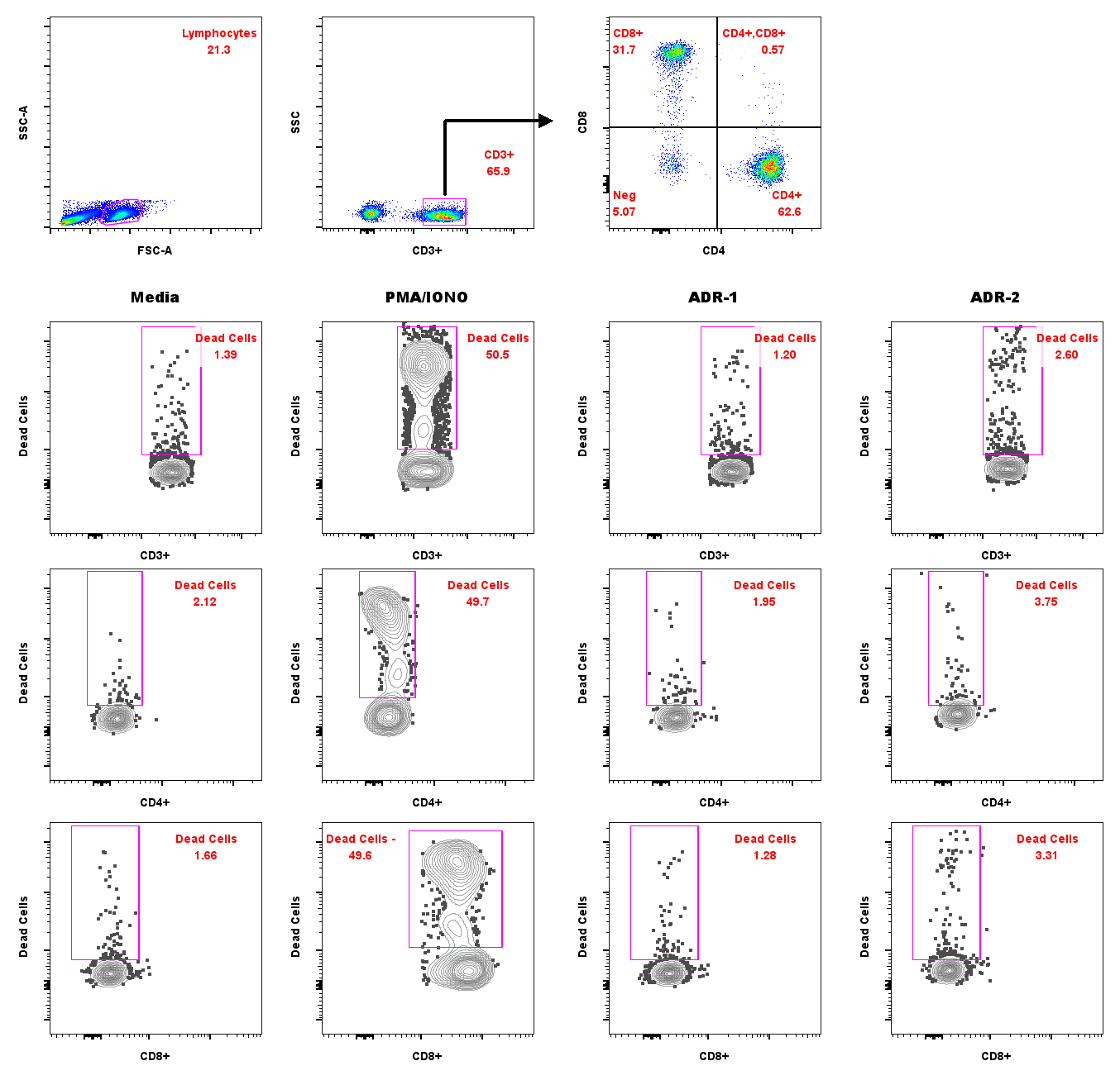 Lymphocytes
21.3
SSC-A
FSC-A
CD3+
65.9
SSC
CD3+
CD8+
31.7
CD4+,CD8+
0.57
Neg
5.07
CD4+
62.6
CD8
CD4
Media
PMA/IONO
ADR-1
ADR-2
Dead Cells
1.39
Dead Cells
CD3+
Dead Cells
50.5
Dead Cells
CD3+
Dead Cells
1.20
Dead Cells
CD3+
Dead Cells
2.60
Dead Cells
CD3+
Dead Cells
2.12
Dead Cells
CD4+
Dead Cells
49.7
Dead Cells
CD4+
Dead Cells
1.95
Dead Cells
CD4+
Dead Cells
3.75
Dead Cells
CD4+
Dead Cells
1.66
Dead Cells
CD8+
Dead Cells -
49.6
Dead Cells
CD8+
Dead Cells
1.28
Dead Cells
CD8+
Dead Cells
3.31
Dead Cells
CD8+